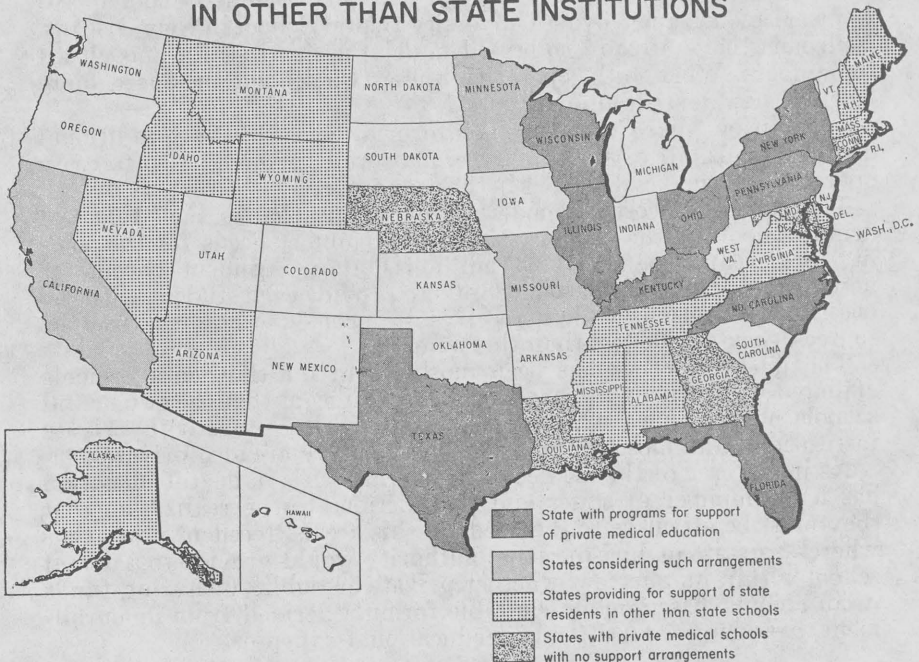 IN OTHER THAN STATE INSTITUTIONS
WASHINGTON
MONTANA
NORTH DAKOTA
MINNESOTA
MAINE
VT.
N.H.
OREGON
IDAHO
WYOMING
SOUTH DAKOTA
WISCONSIN
MICHIGAN
NEW YORK
MASS.
CONN.
R.I.
NEVADA
UTAH
COLORADO
NEBRASKA
IOWA
ILLINOIS
INDIANA
OHIO
PENNSYLVANIA
N.J.
MD.
DEL.
D.C.
WASH., D.C.
WEST
VA.
VIRGINIA
CALIFORNIA
KANSAS
MISSOURI
KENTUCKY
NO. CAROLINA
ARIZONA
NEW MEXICO
OKLAHOMA
ARKANSAS
TENNESSEE
SOUTH
CAROLINA
MISSISSIPPI
ALABAMA
GEORGIA
TEXAS
LOUISIANA
FLORIDA
ALASKA
HAWAII
State with programs for support
of private medical education
States considering such arrangements
States providing for support of state
residents in other than state schools
States with private medical schools
with no support arrangements